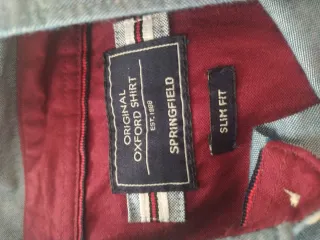 ORIGINAL
OXFORD SHIRT
EST. 1988
SPRINGFIELD
SLIM FIT